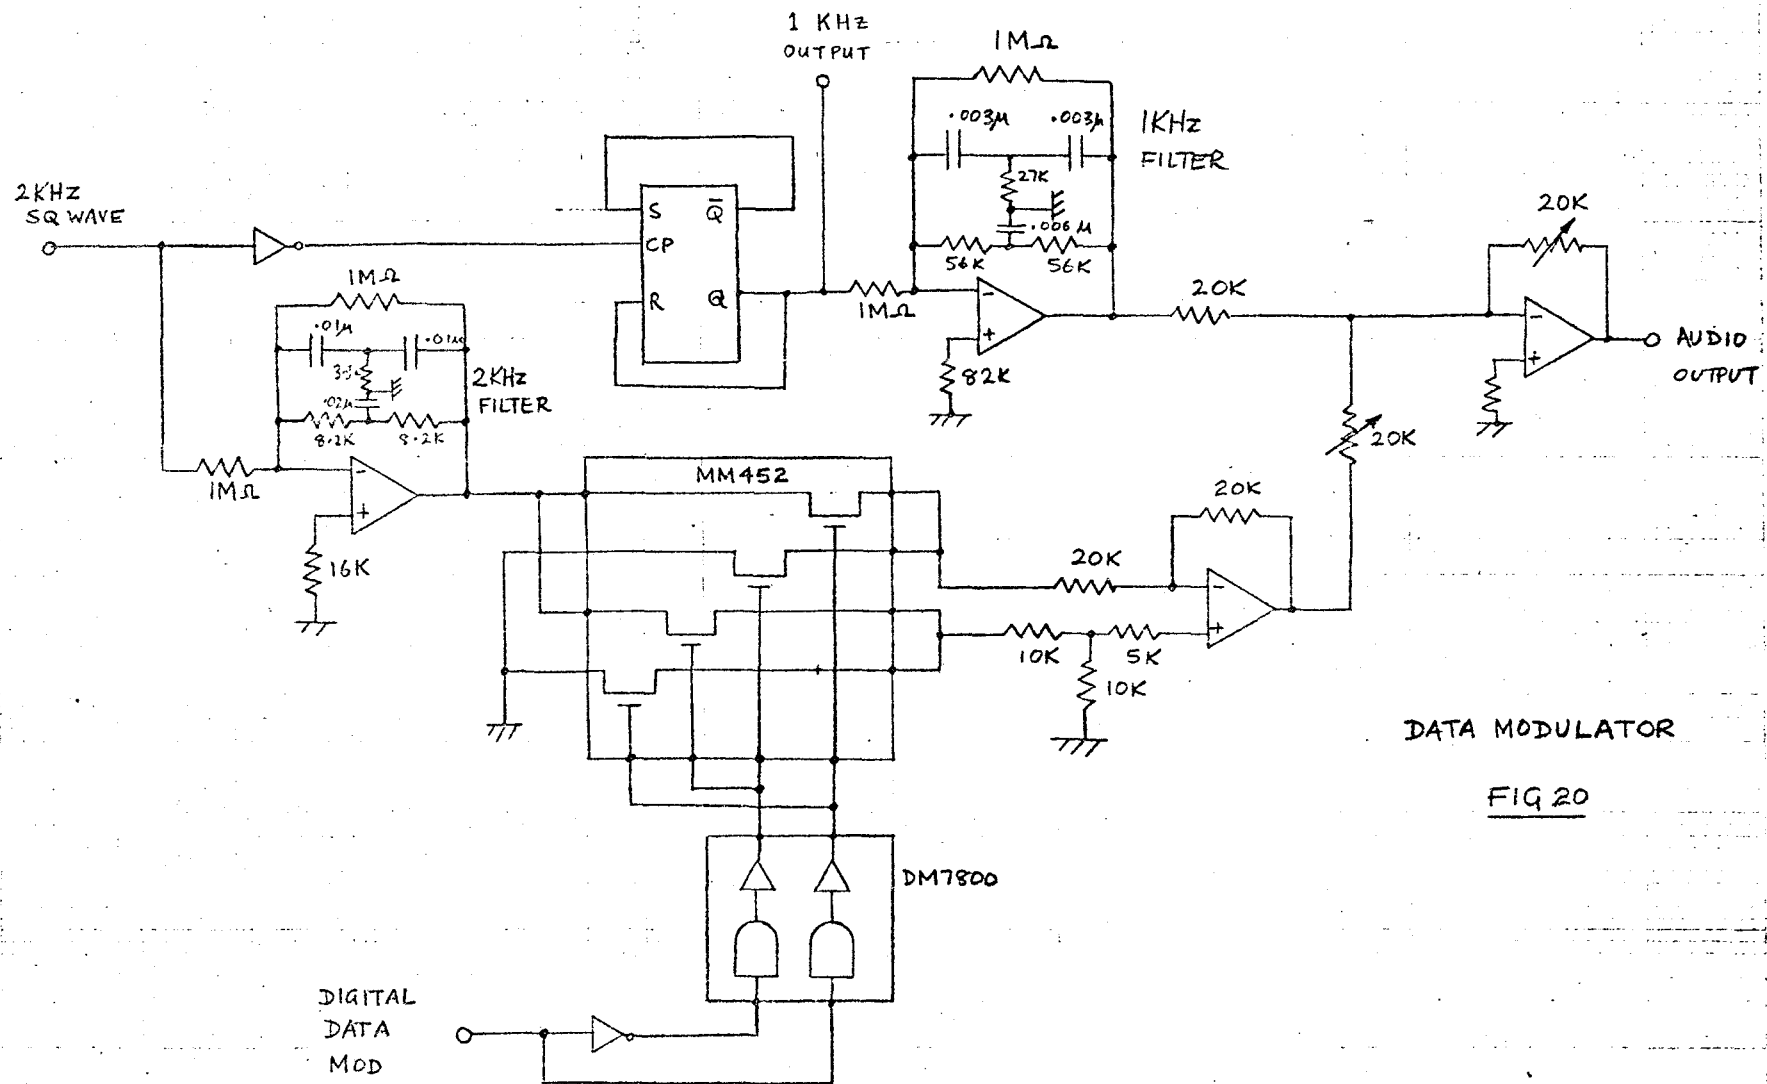 1 KHz
OUTPUT
1MΩ
.003µ
.003µ
1KHz
FILTER
27K
.006µ
56K
56K
2KHz
SQ WAVE
S
Q̅
CP
R
Q
1MΩ
-
+
82K
20K
20K
-
+
AUDIO
OUTPUT
1MΩ
.01µ
.01µ
.02µ
8.2K
8.2K
2KHz
FILTER
1MΩ
-
+
16K
MM452
20K
20K
20K
-
+
10K
5K
10K
DATA MODULATOR
FIG 20
DM7800
DIGITAL
DATA
MOD